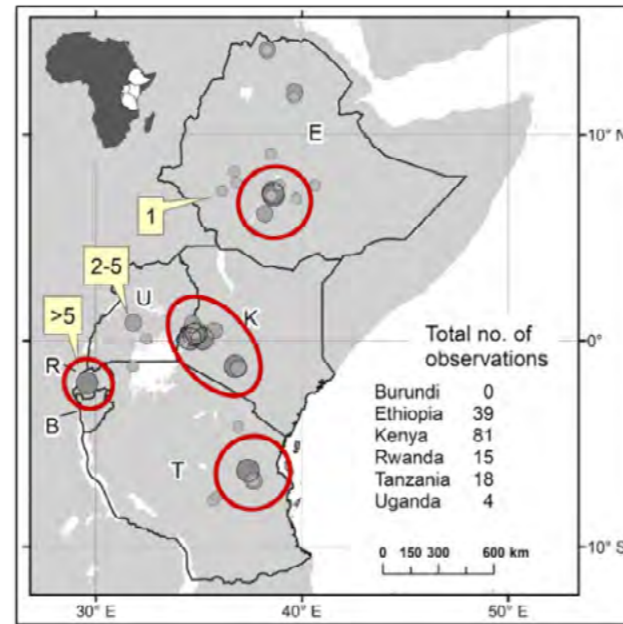 E
10° N
1
2-5
U
K
>5
0°
R
B
T
Total no. of
observations
Burundi 0
Ethiopia 39
Kenya 81
Rwanda 15
Tanzania 18
Uganda 4
0 150 300 600 km
10° S
30° E
40° E
50° E